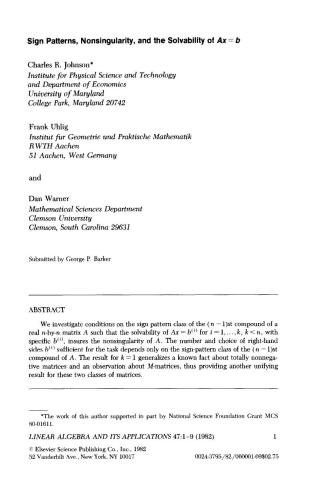 Sign Patterns, Nonsingularity, and the Solvability of Ax = b
Charles R. Johnson*
Institute for Physical Science and Technology
and Department of Economics
University of Maryland
College Park, Maryland 20742
Frank Uhlig
Institut fur Geometrie und Praktische Mathematik
RWTH Aachen
51 Aachen, West Germany
and
Dan Warner
Mathematical Sciences Department
Clemson University
Clemson, South Carolina 29631
Submitted by George P. Barker
ABSTRACT
We investigate conditions on the sign pattern class of the (n − 1)st compound of a
real n-by-n matrix A such that the solvability of Ax = b⁽ⁱ⁾ for i = 1,...,k, k < n, with
specific b⁽ⁱ⁾, insures the nonsingularity of A. The number and choice of right-hand
sides b⁽ⁱ⁾ sufficient for the task depends only on the sign-pattern class of the (n − 1)st
compound of A. The result for k = 1 generalizes a known fact about totally nonnega-
tive matrices and an observation about M-matrices, thus providing another unifying
result for these two classes of matrices.
*The work of this author supported in part by National Science Foundation Grant MCS
80-01611.
LINEAR ALGEBRA AND ITS APPLICATIONS 47:1–9 (1982) 1
© Elsevier Science Publishing Co., Inc., 1982
52 Vanderbilt Ave., New York, NY 10017 0024-3795/82/060001-09$02.75